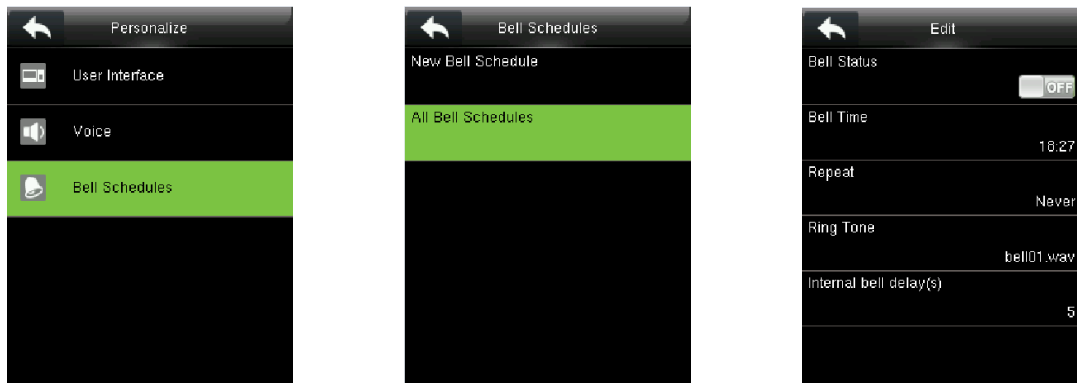 Personalize
User Interface
Voice
Bell Schedules
Bell Schedules
New Bell Schedule
All Bell Schedules
Edit
Bell Status
OFF
Bell Time
16:27
Repeat
Never
Ring Tone
bell01.wav
Internal bell delay(s)
5